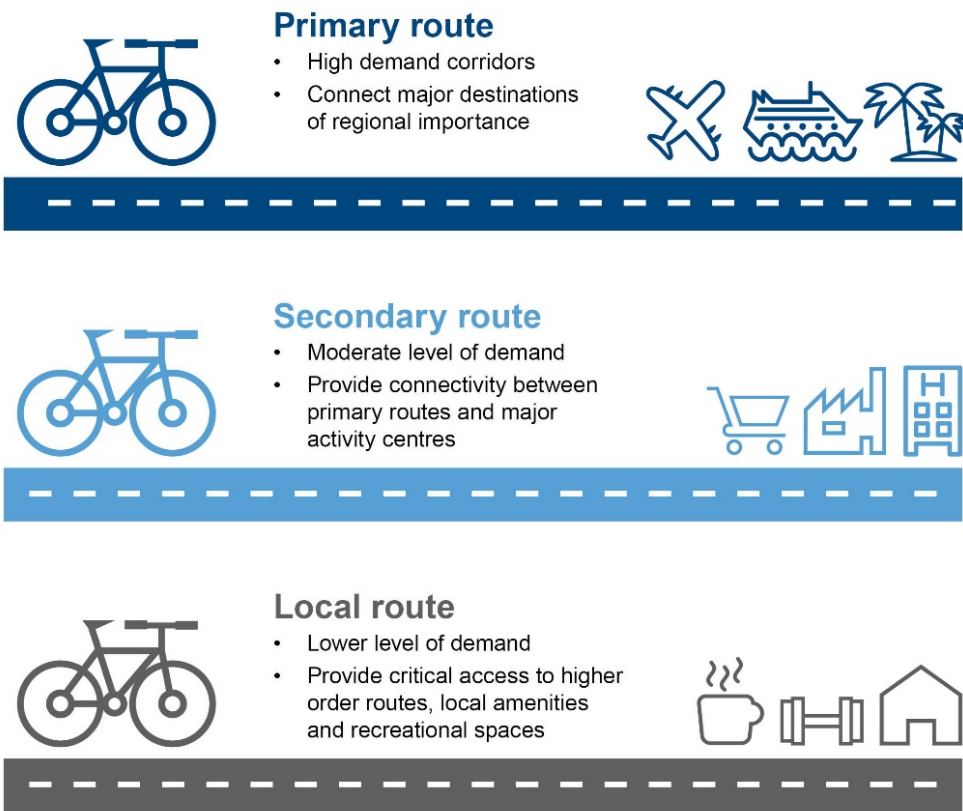 Primary route
• High demand corridors
• Connect major destinations
of regional importance
Secondary route
• Moderate level of demand
• Provide connectivity between
primary routes and major
activity centres
H
Local route
• Lower level of demand
• Provide critical access to higher
order routes, local amenities
and recreational spaces